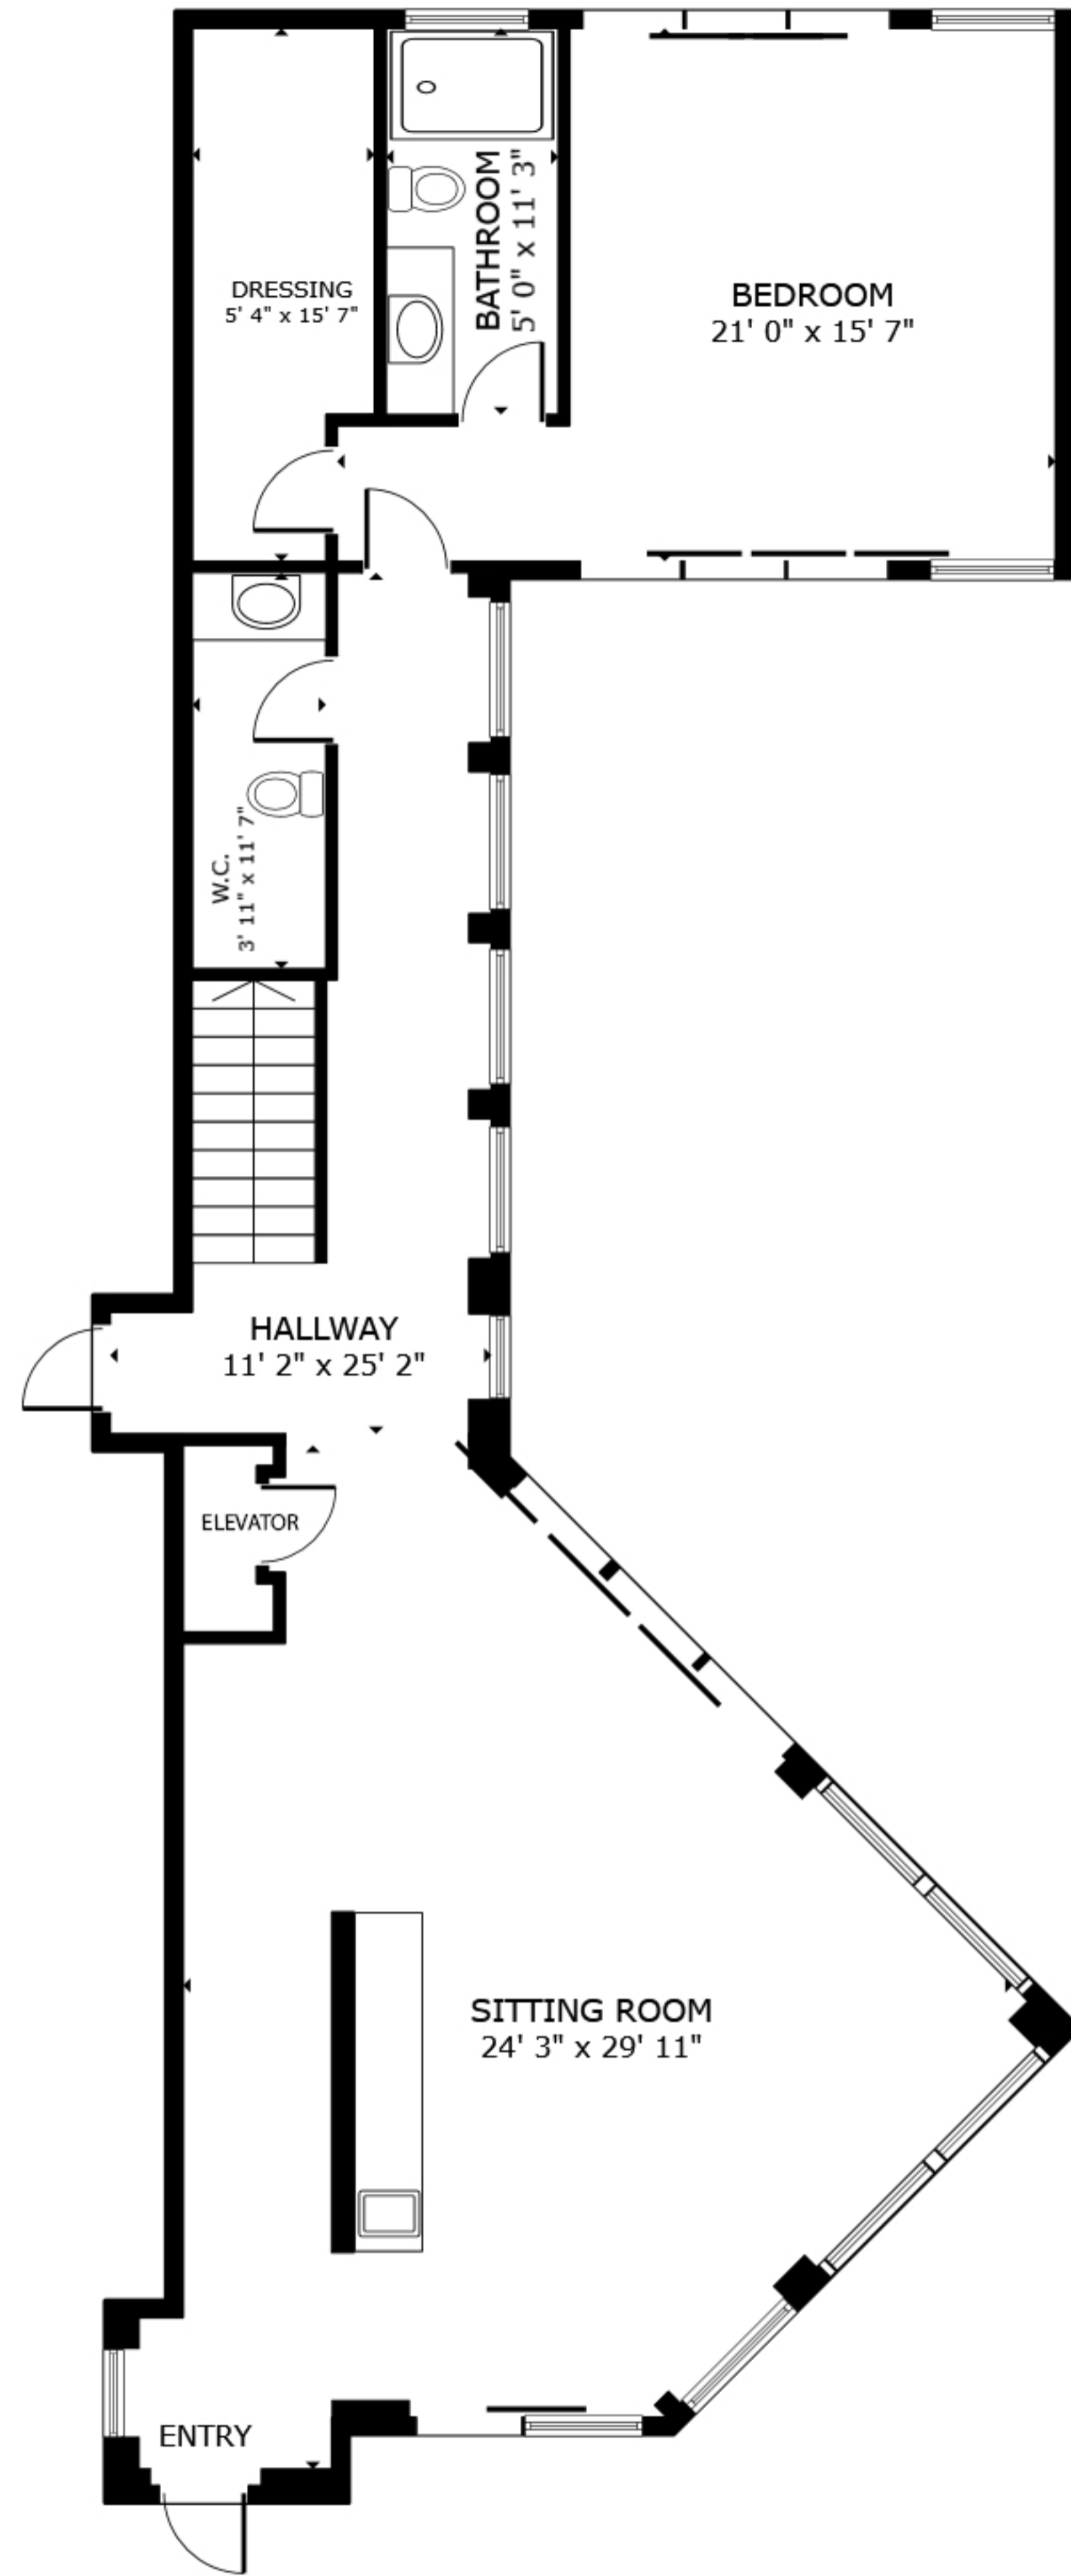 DRESSING
5' 4" x 15' 7"
BATHROOM
5' 0" x 11' 3"
BEDROOM
21' 0" x 15' 7"
W.C.
3' 11" x 11' 7"
HALLWAY
11' 2" x 25' 2"
ELEVATOR
SITTING ROOM
24' 3" x 29' 11"
ENTRY